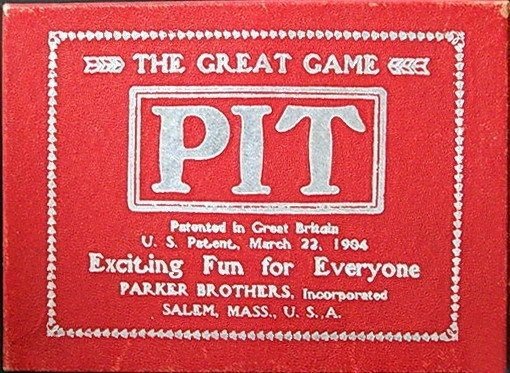 THE GREAT GAME
PIT
Patented in Great Britain
U. S. Patent, March 22, 1904
Exciting Fun for Everyone
PARKER BROTHERS, Incorporated
SALEM, MASS., U. S. A.